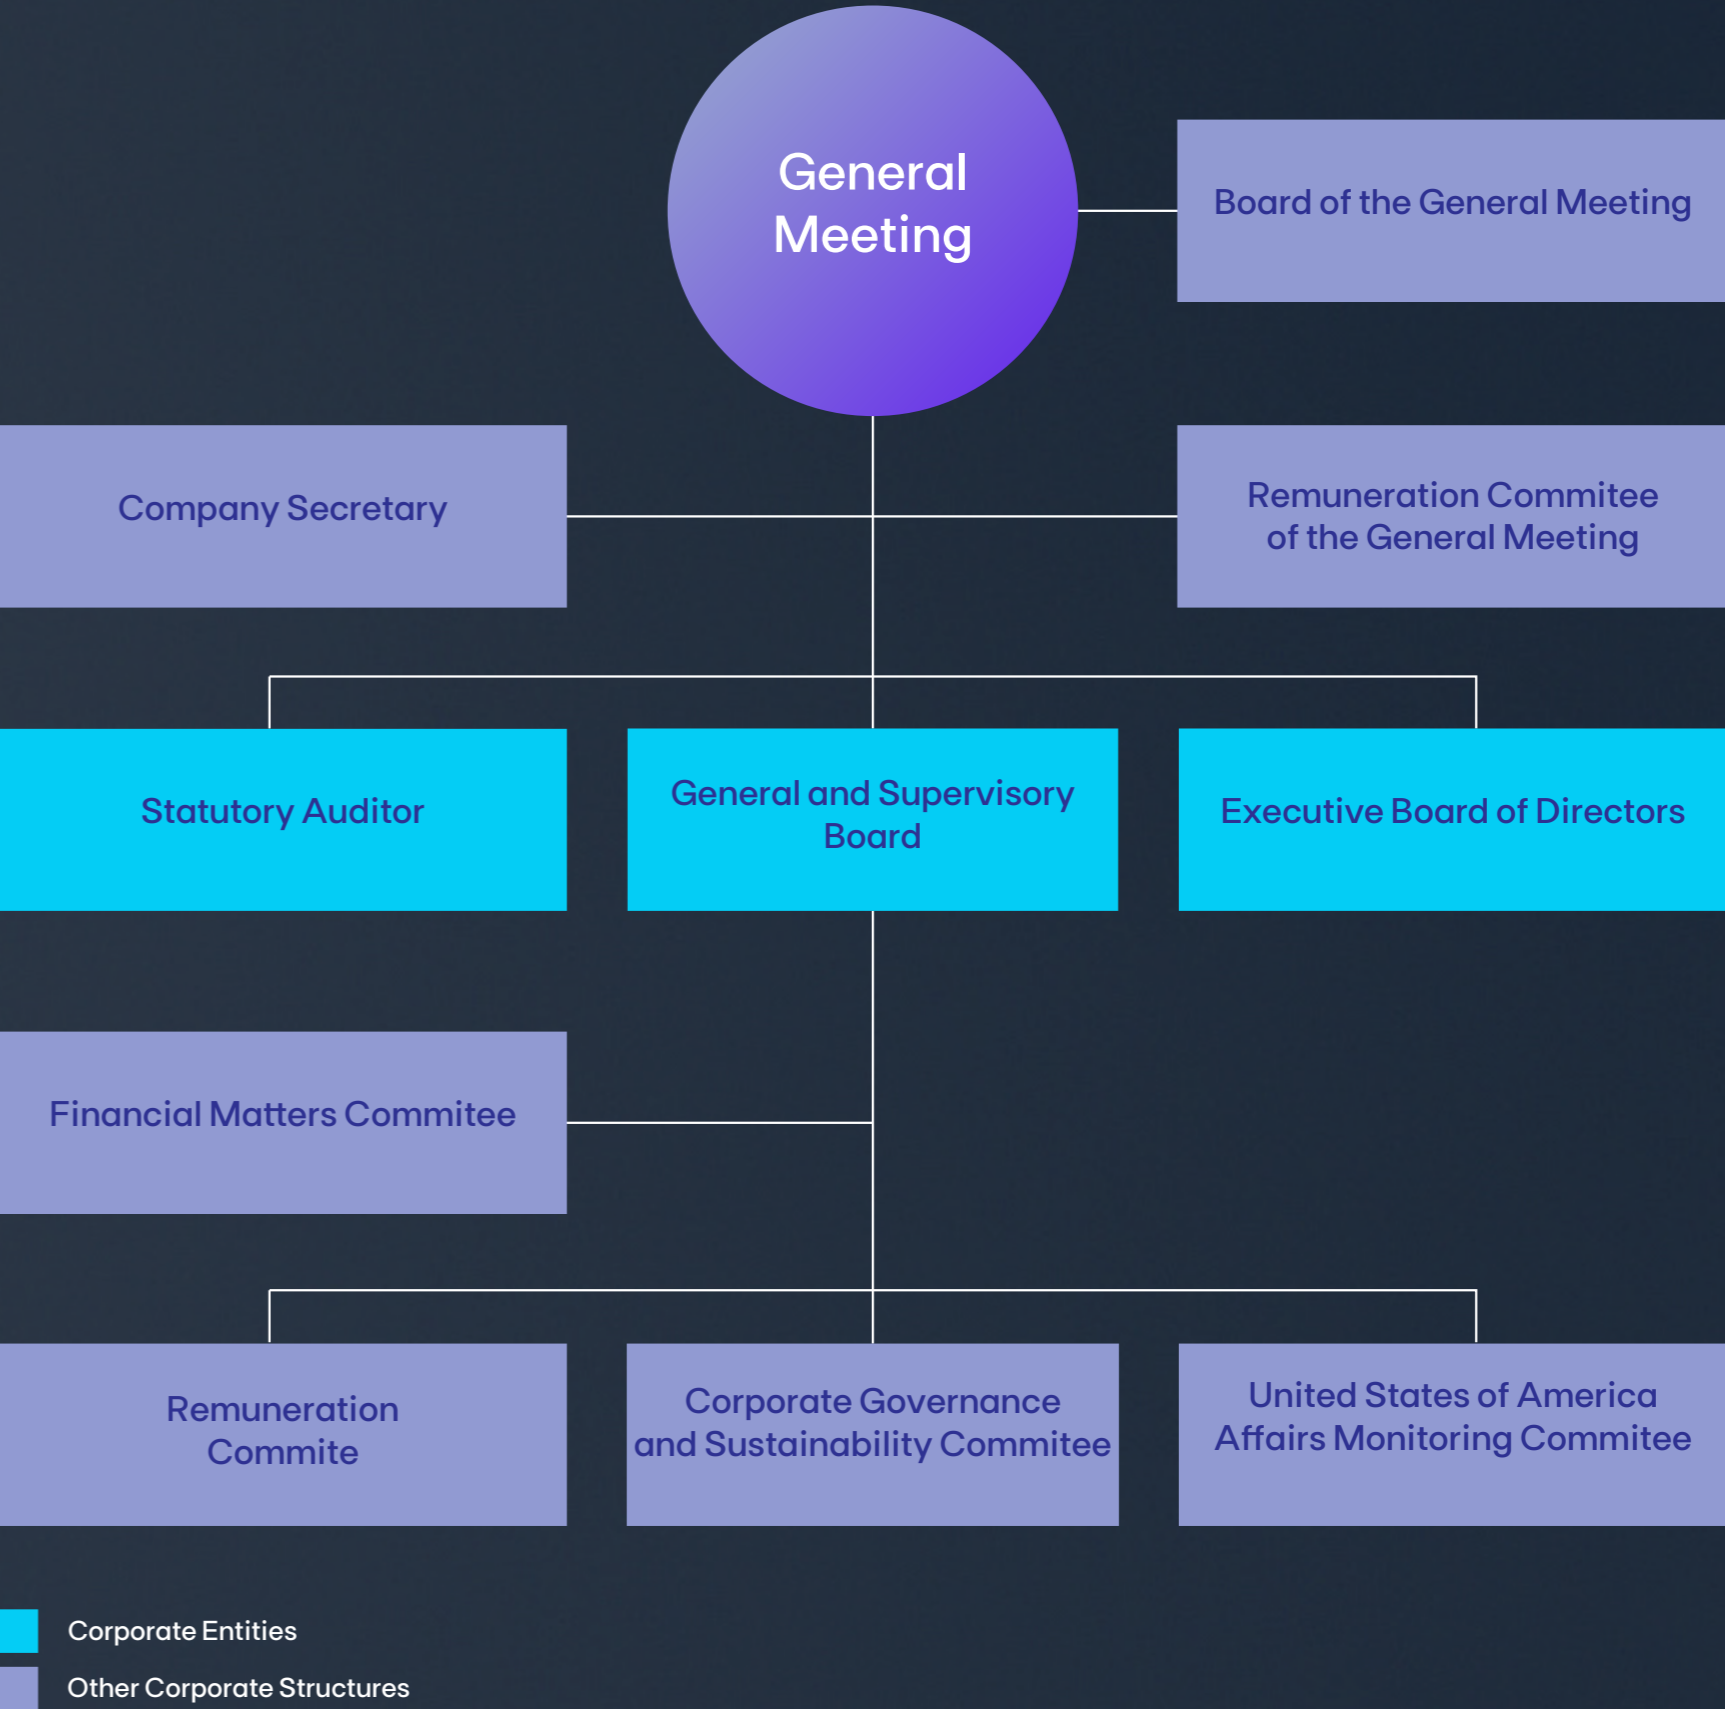 General
Meeting
Board of the General Meeting
Company Secretary
Remuneration Commitee
of the General Meeting
Statutory Auditor
General and Supervisory
Board
Executive Board of Directors
Financial Matters Commitee
Remuneration
Commite
Corporate Governance
and Sustainability Commitee
United States of America
Affairs Monitoring Commitee
Corporate Entities
Other Corporate Structures